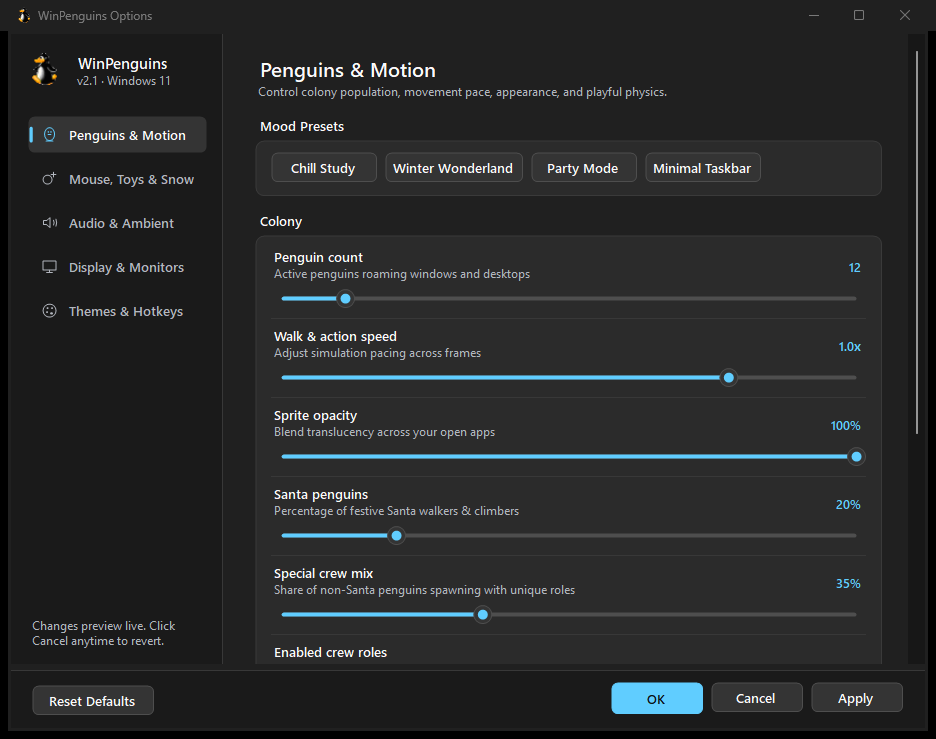 WinPenguins Options
WinPenguins
v2.1 · Windows 11
Penguins & Motion
Mouse, Toys & Snow
Audio & Ambient
Display & Monitors
Themes & Hotkeys
Changes preview live. Click
Cancel anytime to revert.
Penguins & Motion
Control colony population, movement pace, appearance, and playful physics.
Mood Presets
Chill Study
Winter Wonderland
Party Mode
Minimal Taskbar
Colony
Penguin count
Active penguins roaming windows and desktops
12
Walk & action speed
Adjust simulation pacing across frames
1.0x
Sprite opacity
Blend translucency across your open apps
100%
Santa penguins
Percentage of festive Santa walkers & climbers
20%
Special crew mix
Share of non-Santa penguins spawning with unique roles
35%
Enabled crew roles
Reset Defaults
OK
Cancel
Apply